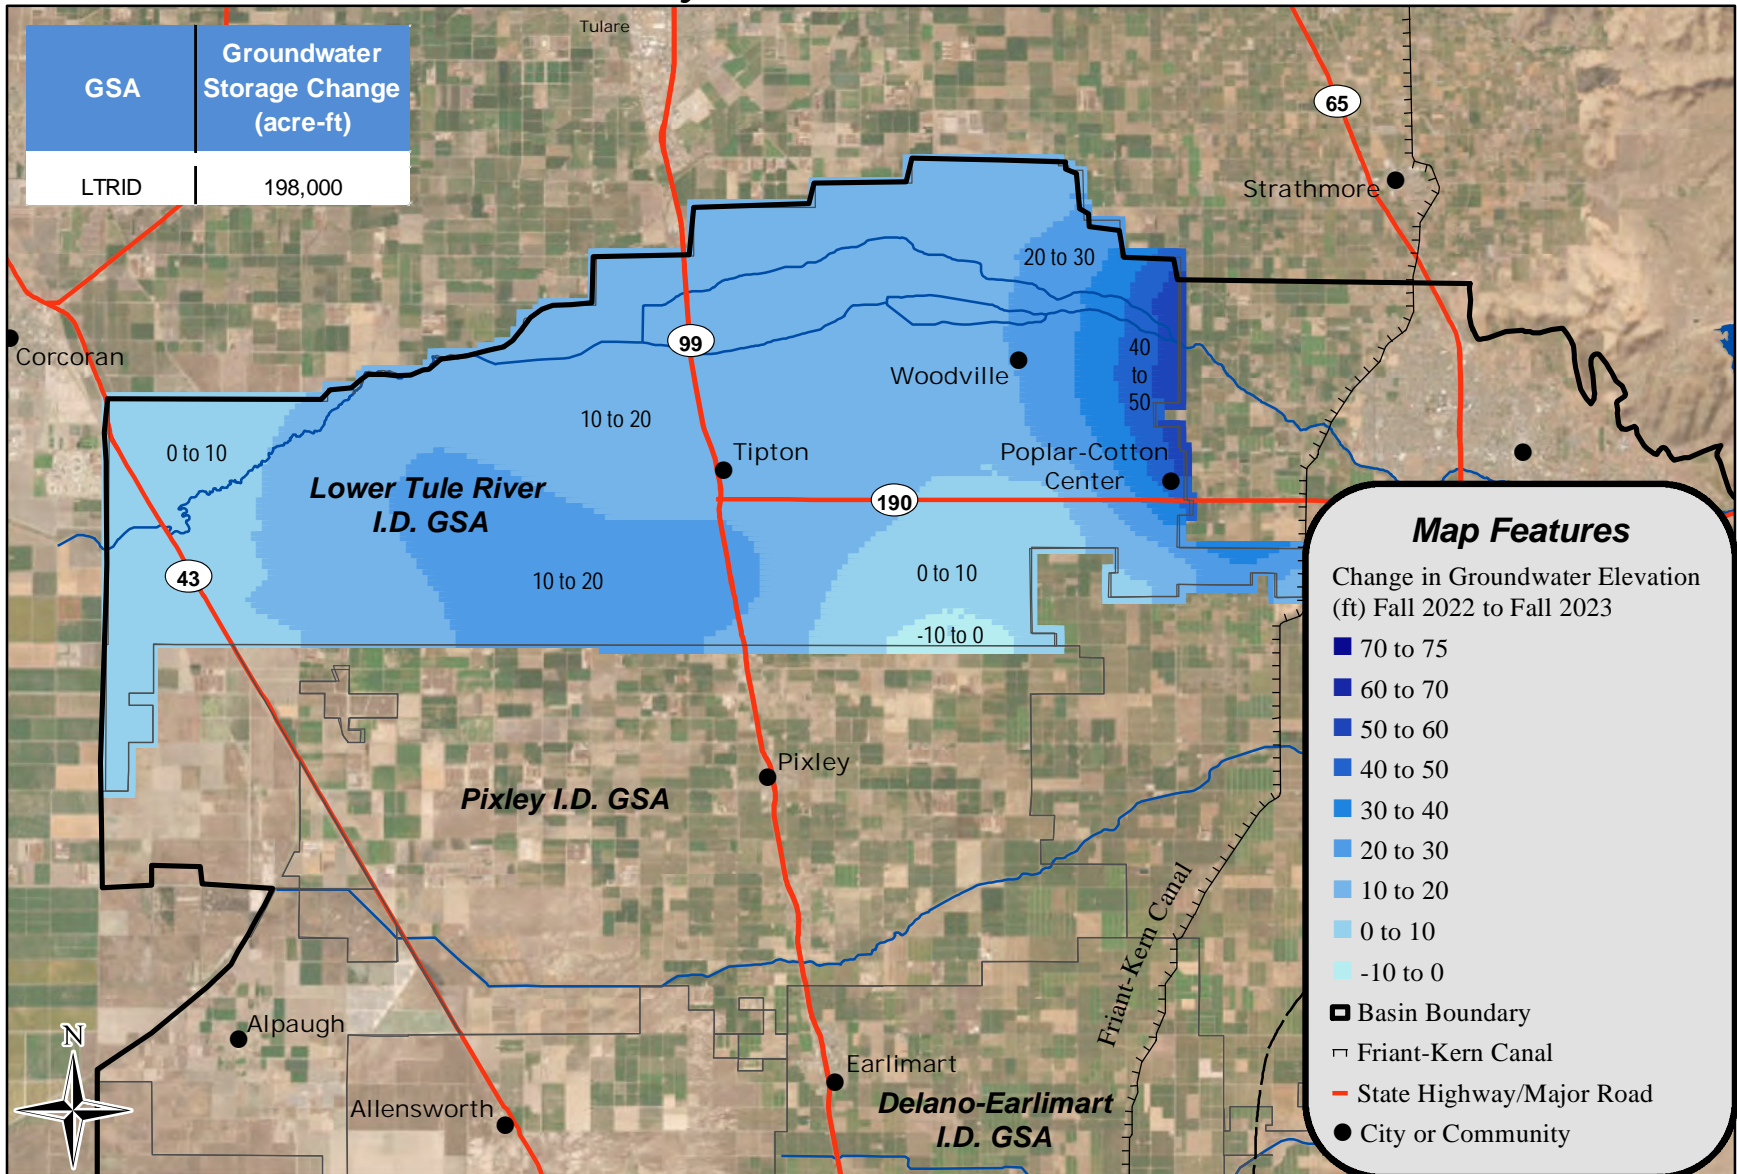 Tulare
GSA
Groundwater
Storage Change
(acre-ft)
LTRID
198,000
65
Strathmore
20 to 30
Corcoran
99
Woodville
40
to
50
0 to 10
10 to 20
Tipton
Poplar-Cotton
Center
Lower Tule River
I.D. GSA
190
43
10 to 20
0 to 10
-10 to 0
Pixley
Pixley I.D. GSA
Friant-Kern Canal
N
Alpaugh
Allensworth
Earlimart
Delano-Earlimart
I.D. GSA
Map Features
Change in Groundwater Elevation
(ft) Fall 2022 to Fall 2023
70 to 75
60 to 70
50 to 60
40 to 50
30 to 40
20 to 30
10 to 20
0 to 10
-10 to 0
Basin Boundary
Friant-Kern Canal
State Highway/Major Road
City or Community